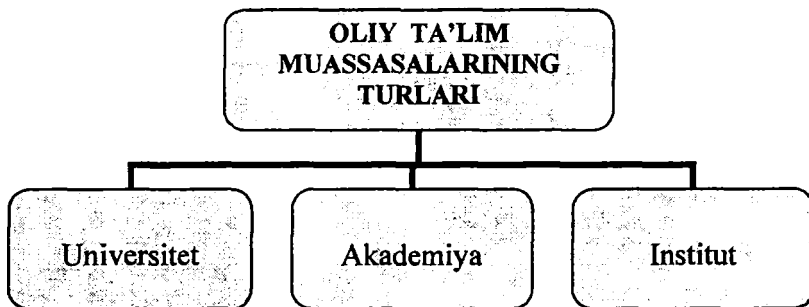 OLIY TA’LIM
MUASSASALARINING
TURLARI
Universitet
Akademiya
Institut